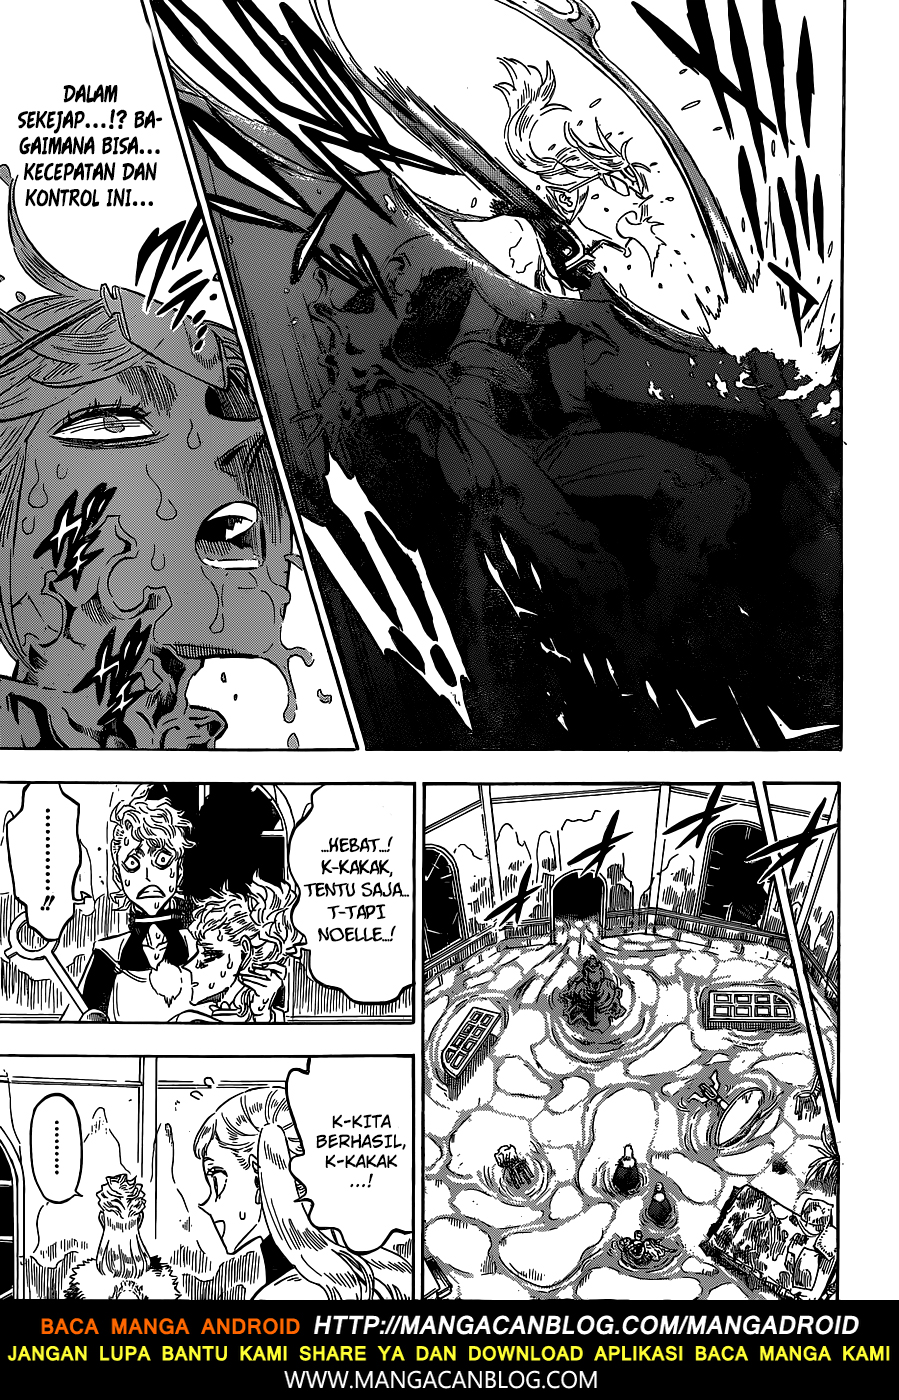 DALAM
SEKEJAP...!? BA-
GAIMANA BISA...
KECEPATAN DAN
KONTROL INI...
...HEBAT...!
K-KAKAK,
TENTU SAJA...
T-TAPI
NOELLE...!
.........!!
K-KITA
BERHASIL,
K-KAKAK
...!
.........
BACA MANGA ANDROID HTTP://MANGACANBLOG.COM/MANGADROID
JANGAN LUPA BANTU KAMI SHARE YA DAN DOWNLOAD APLIKASI BACA MANGA KAMI
WWW.MANGACANBLOG.COM